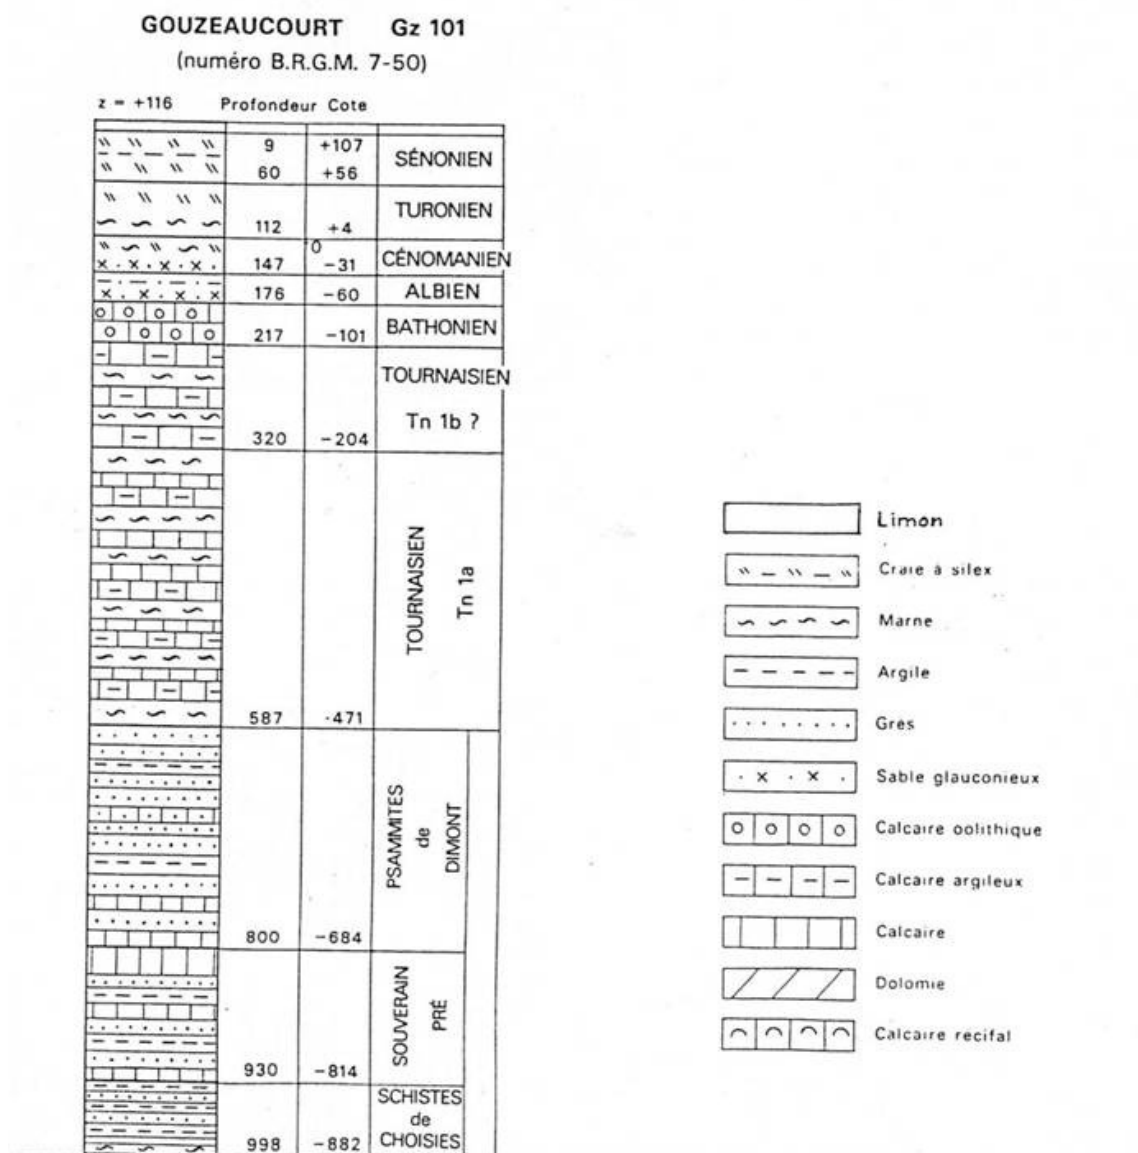 GOUZEAUCOURT Gz 101
(numéro B.R.G.M. 7-50)
z = +116 Profondeur Cote
9 +107
60 +56
SÉNONIEN
TURONIEN
112 +4
0
147 -31
CÉNOMANIEN
176 -60
ALBIEN
217 -101
BATHONIEN
TOURNAISIEN
Tn 1b ?
320 -204
TOURNAISIEN
Tn 1a
587 -471
PSAMMITES
de
DIMONT
800 -684
SOUVERAIN
PRÉ
930 -814
SCHISTES
de
CHOISIES
998 -882
Limon
Craie à silex
Marne
Argile
Grès
Sable glauconieux
Calcaire oolithique
Calcaire argileux
Calcaire
Dolomie
Calcaire recifal